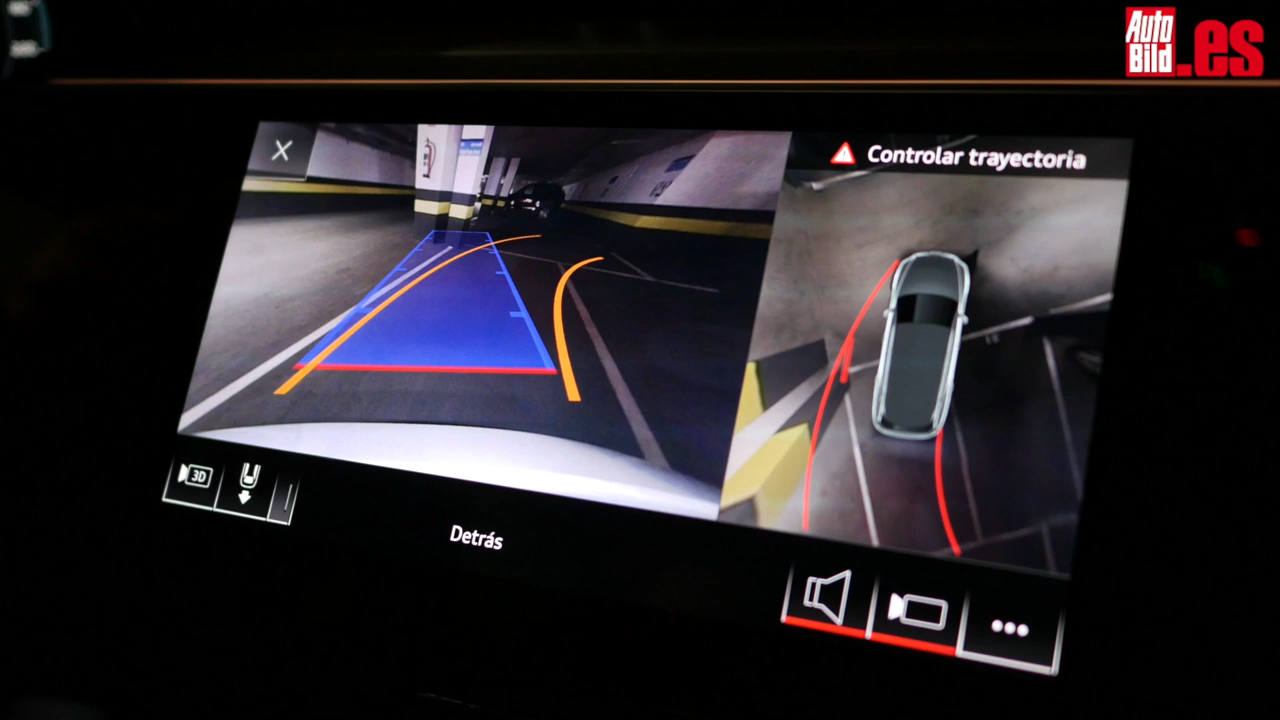 Auto
Bild
.es
Controlar trayectoria
3D
Detrás